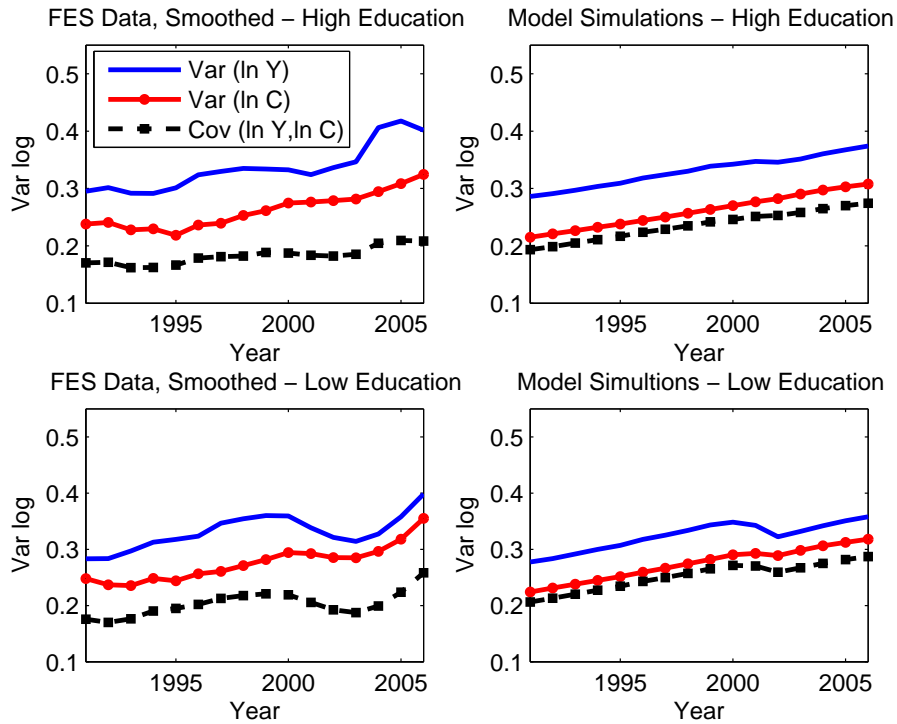 FES Data, Smoothed – High Education
Var log
0.5
0.4
0.3
0.2
0.1
Var (ln Y)
Var (ln C)
Cov (ln Y,ln C)
1995
2000
2005
Year
Model Simulations – High Education
Var log
0.5
0.4
0.3
0.2
0.1
1995
2000
2005
Year
FES Data, Smoothed – Low Education
Var log
0.5
0.4
0.3
0.2
0.1
1995
2000
2005
Year
Model Simultions – Low Education
Var log
0.5
0.4
0.3
0.2
0.1
1995
2000
2005
Year